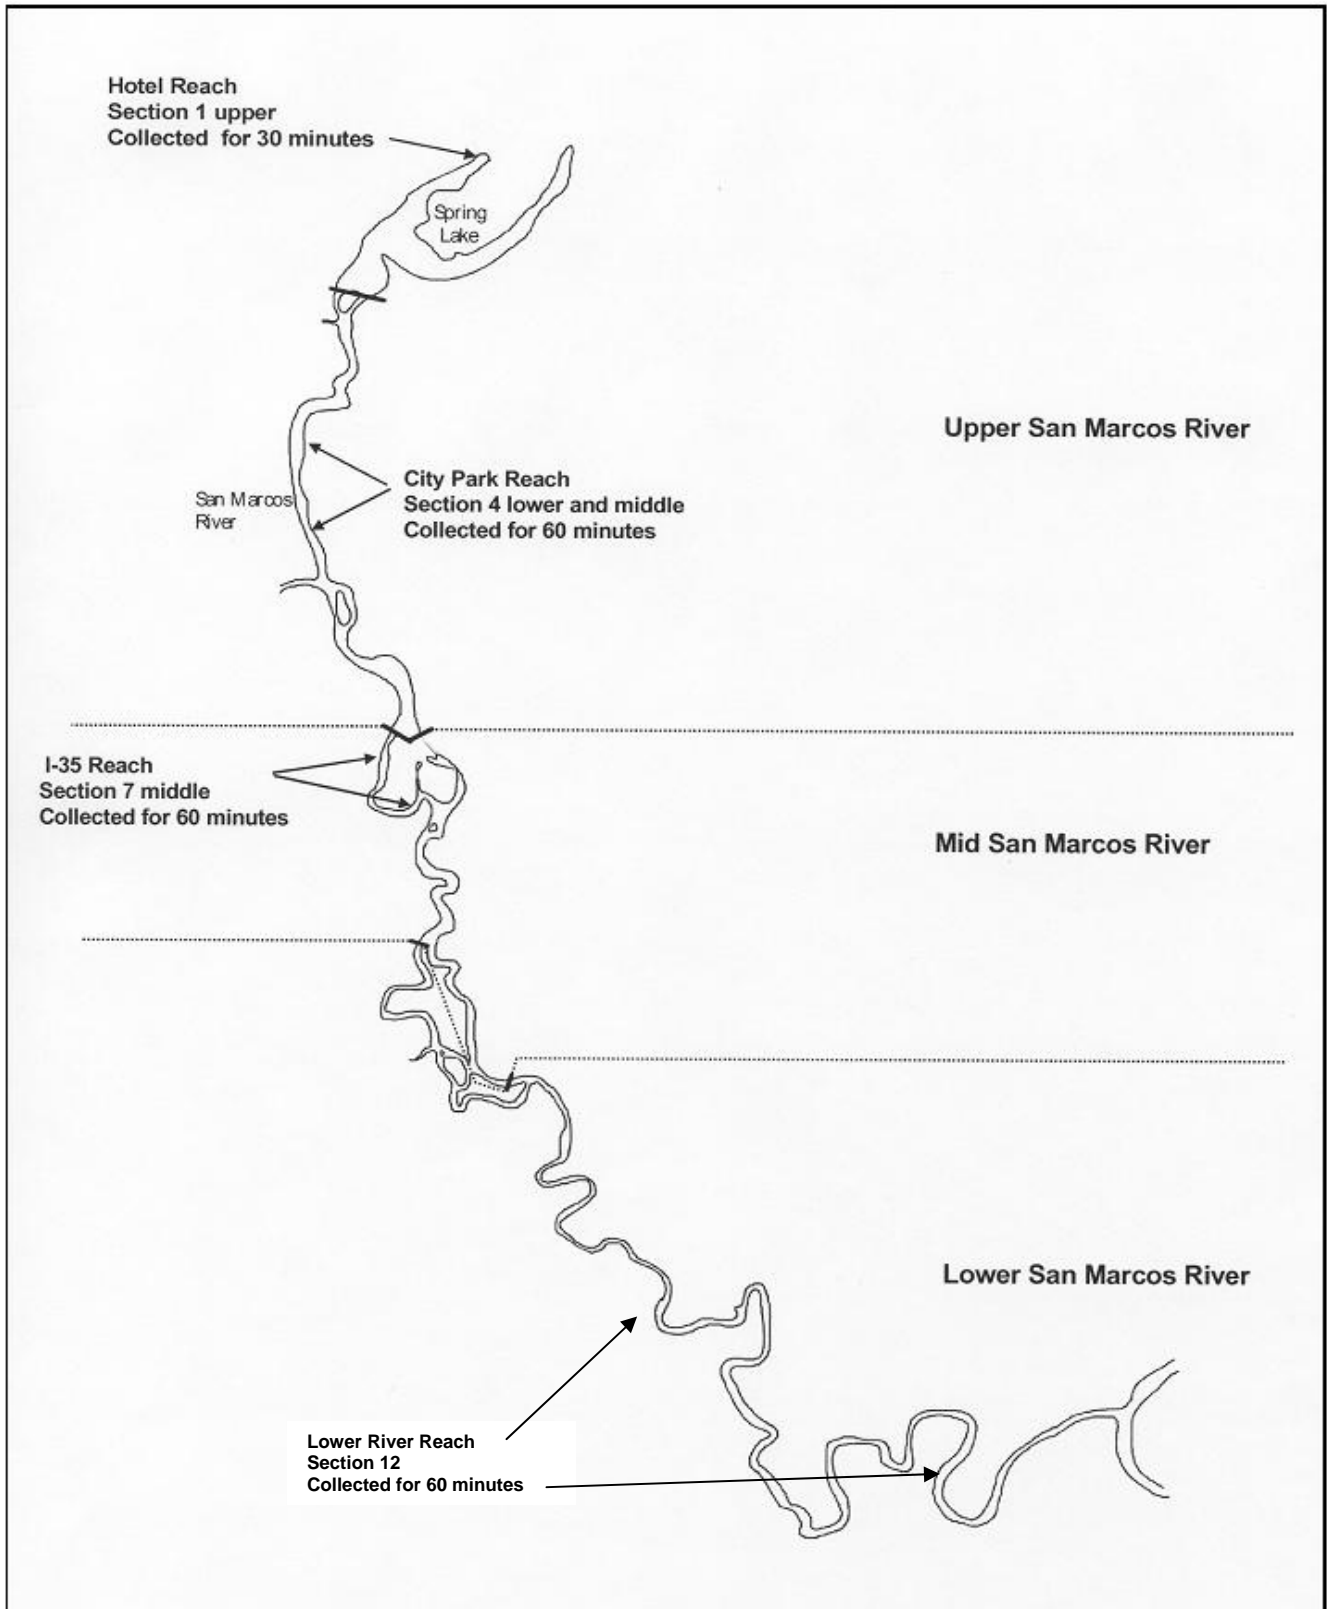 Hotel Reach
Section 1 upper
Collected for 30 minutes
Spring
Lake
Upper San Marcos River
City Park Reach
Section 4 lower and middle
Collected for 60 minutes
San Marcos
River
I-35 Reach
Section 7 middle
Collected for 60 minutes
Mid San Marcos River
Lower San Marcos River
Lower River Reach
Section 12
Collected for 60 minutes